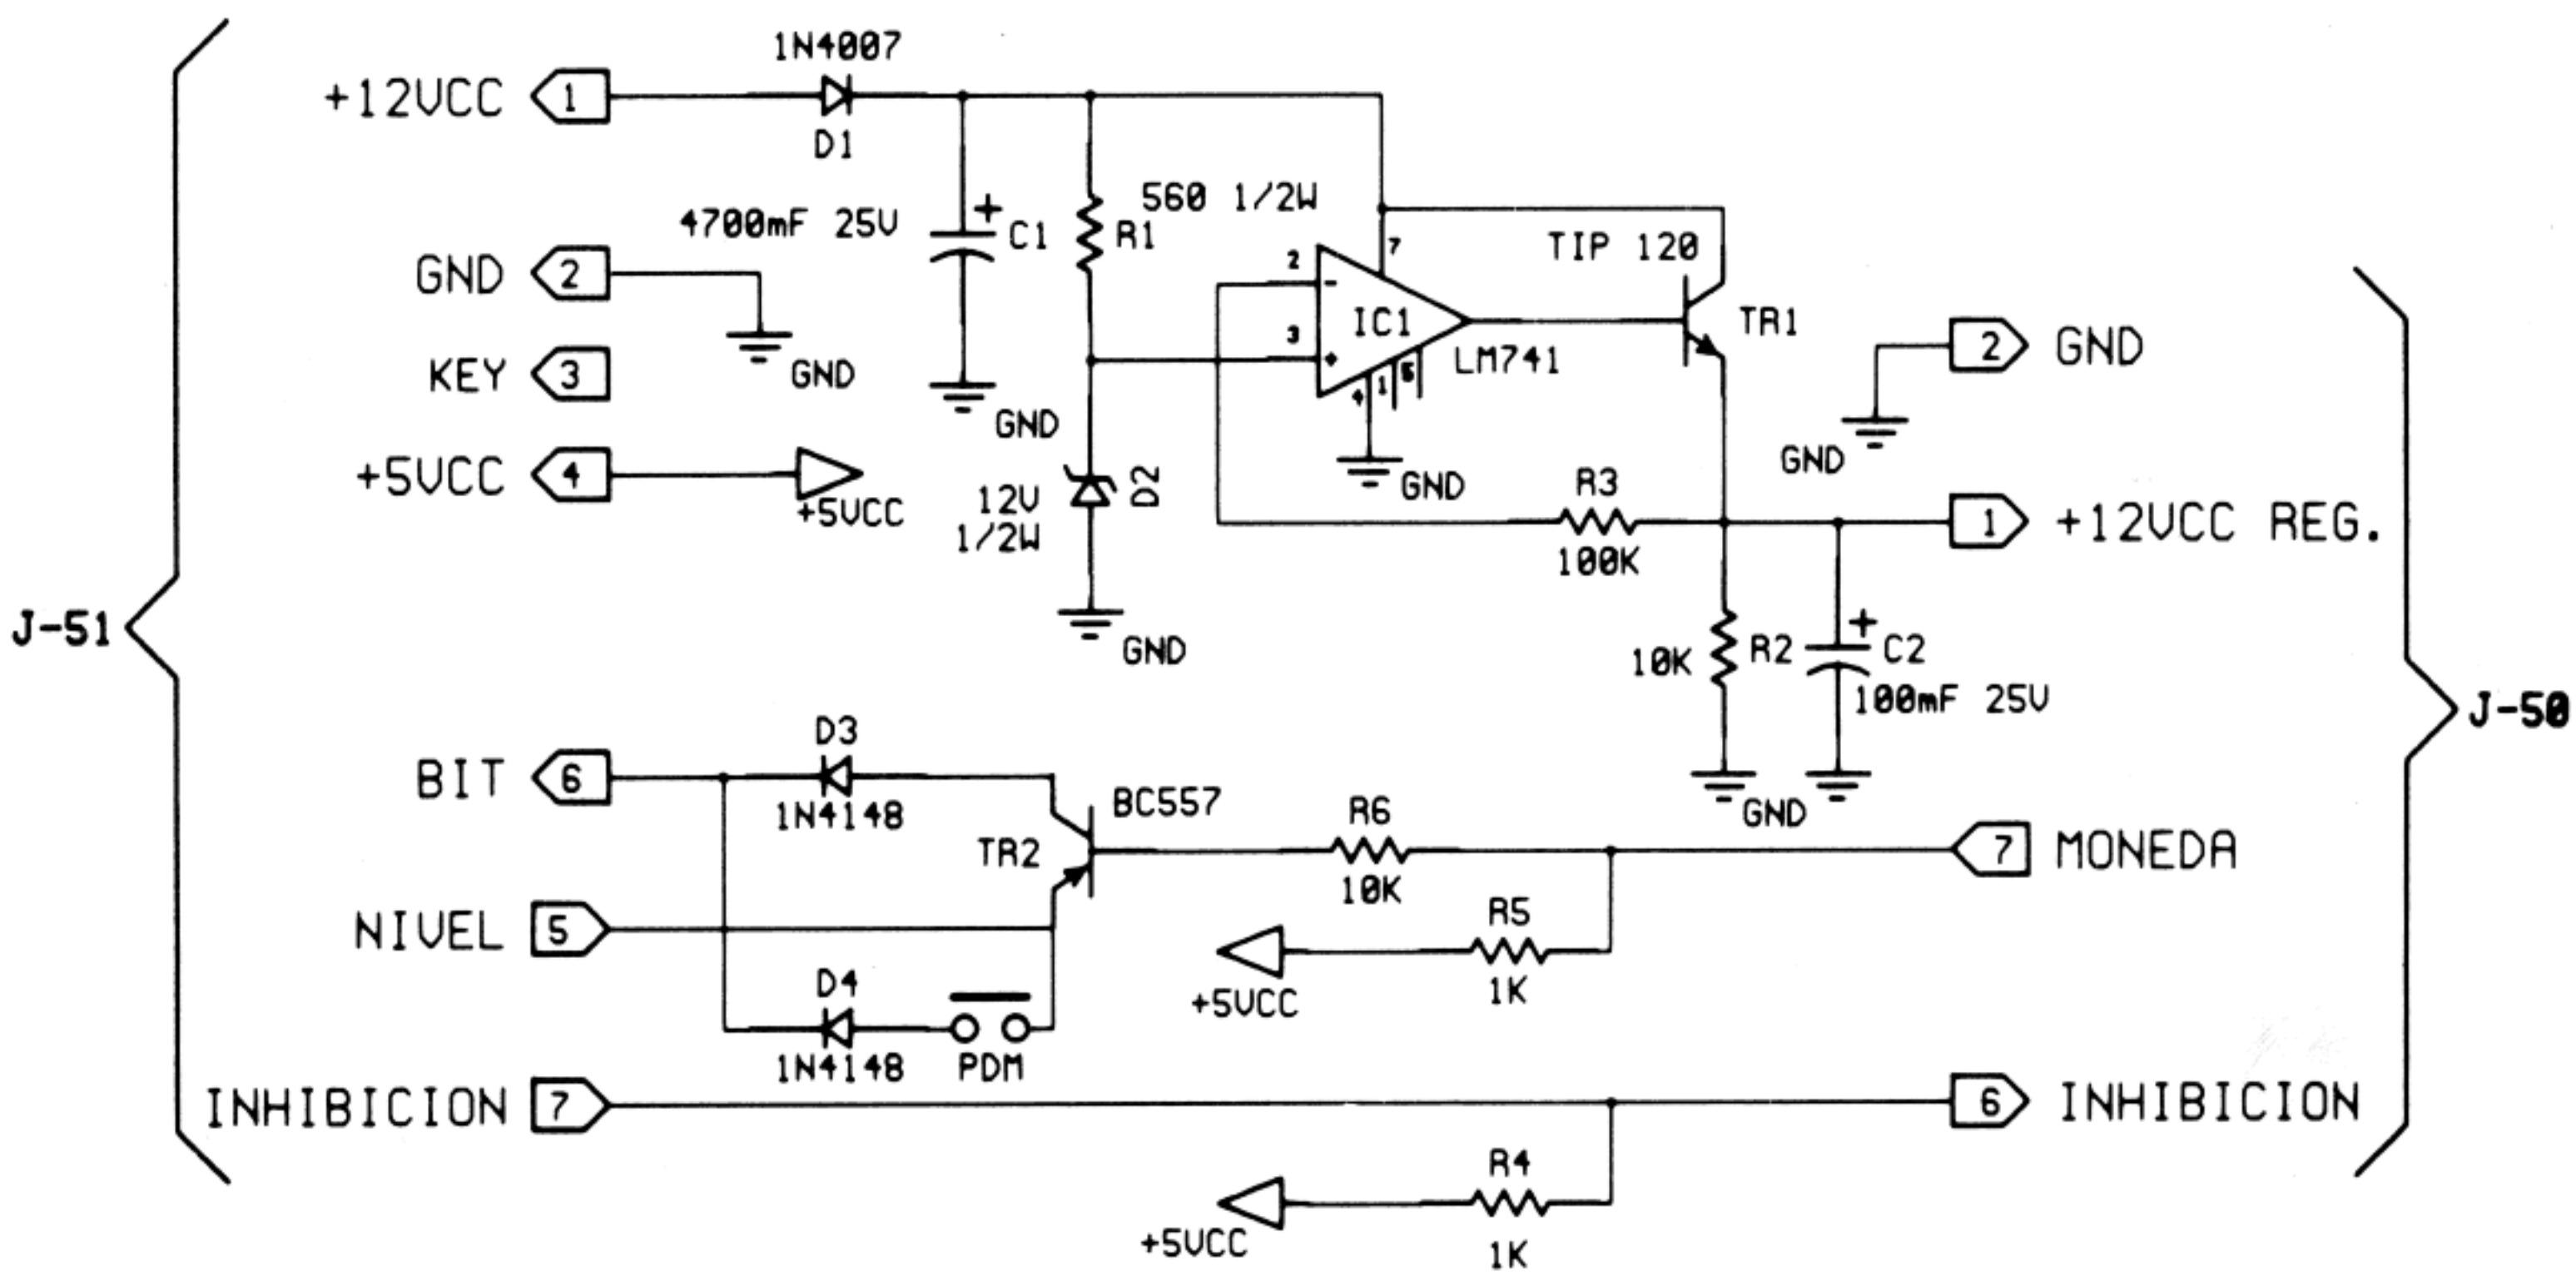 1N4007
+12VCC 1
D1
560 1/2W
4700mF 25V
C1
R1
7
TIP 120
GND 2
2
-
IC1
3
+
LM741
4
1
5
TR1
2 GND
KEY 3
GND
GND
GND
GND
+5VCC 4
+5VCC
12V
1/2W
D2
R3
100K
1 +12VCC REG.
J-51
GND
10K
R2
+
C2
100mF 25V
J-50
D3
BIT 6
1N4148
BC557
TR2
R6
10K
GND
7 MONEDA
NIVEL 5
R5
1K
+5VCC
D4
1N4148
PDM
INHIBICION 7
6 INHIBICION
R4
1K
+5VCC